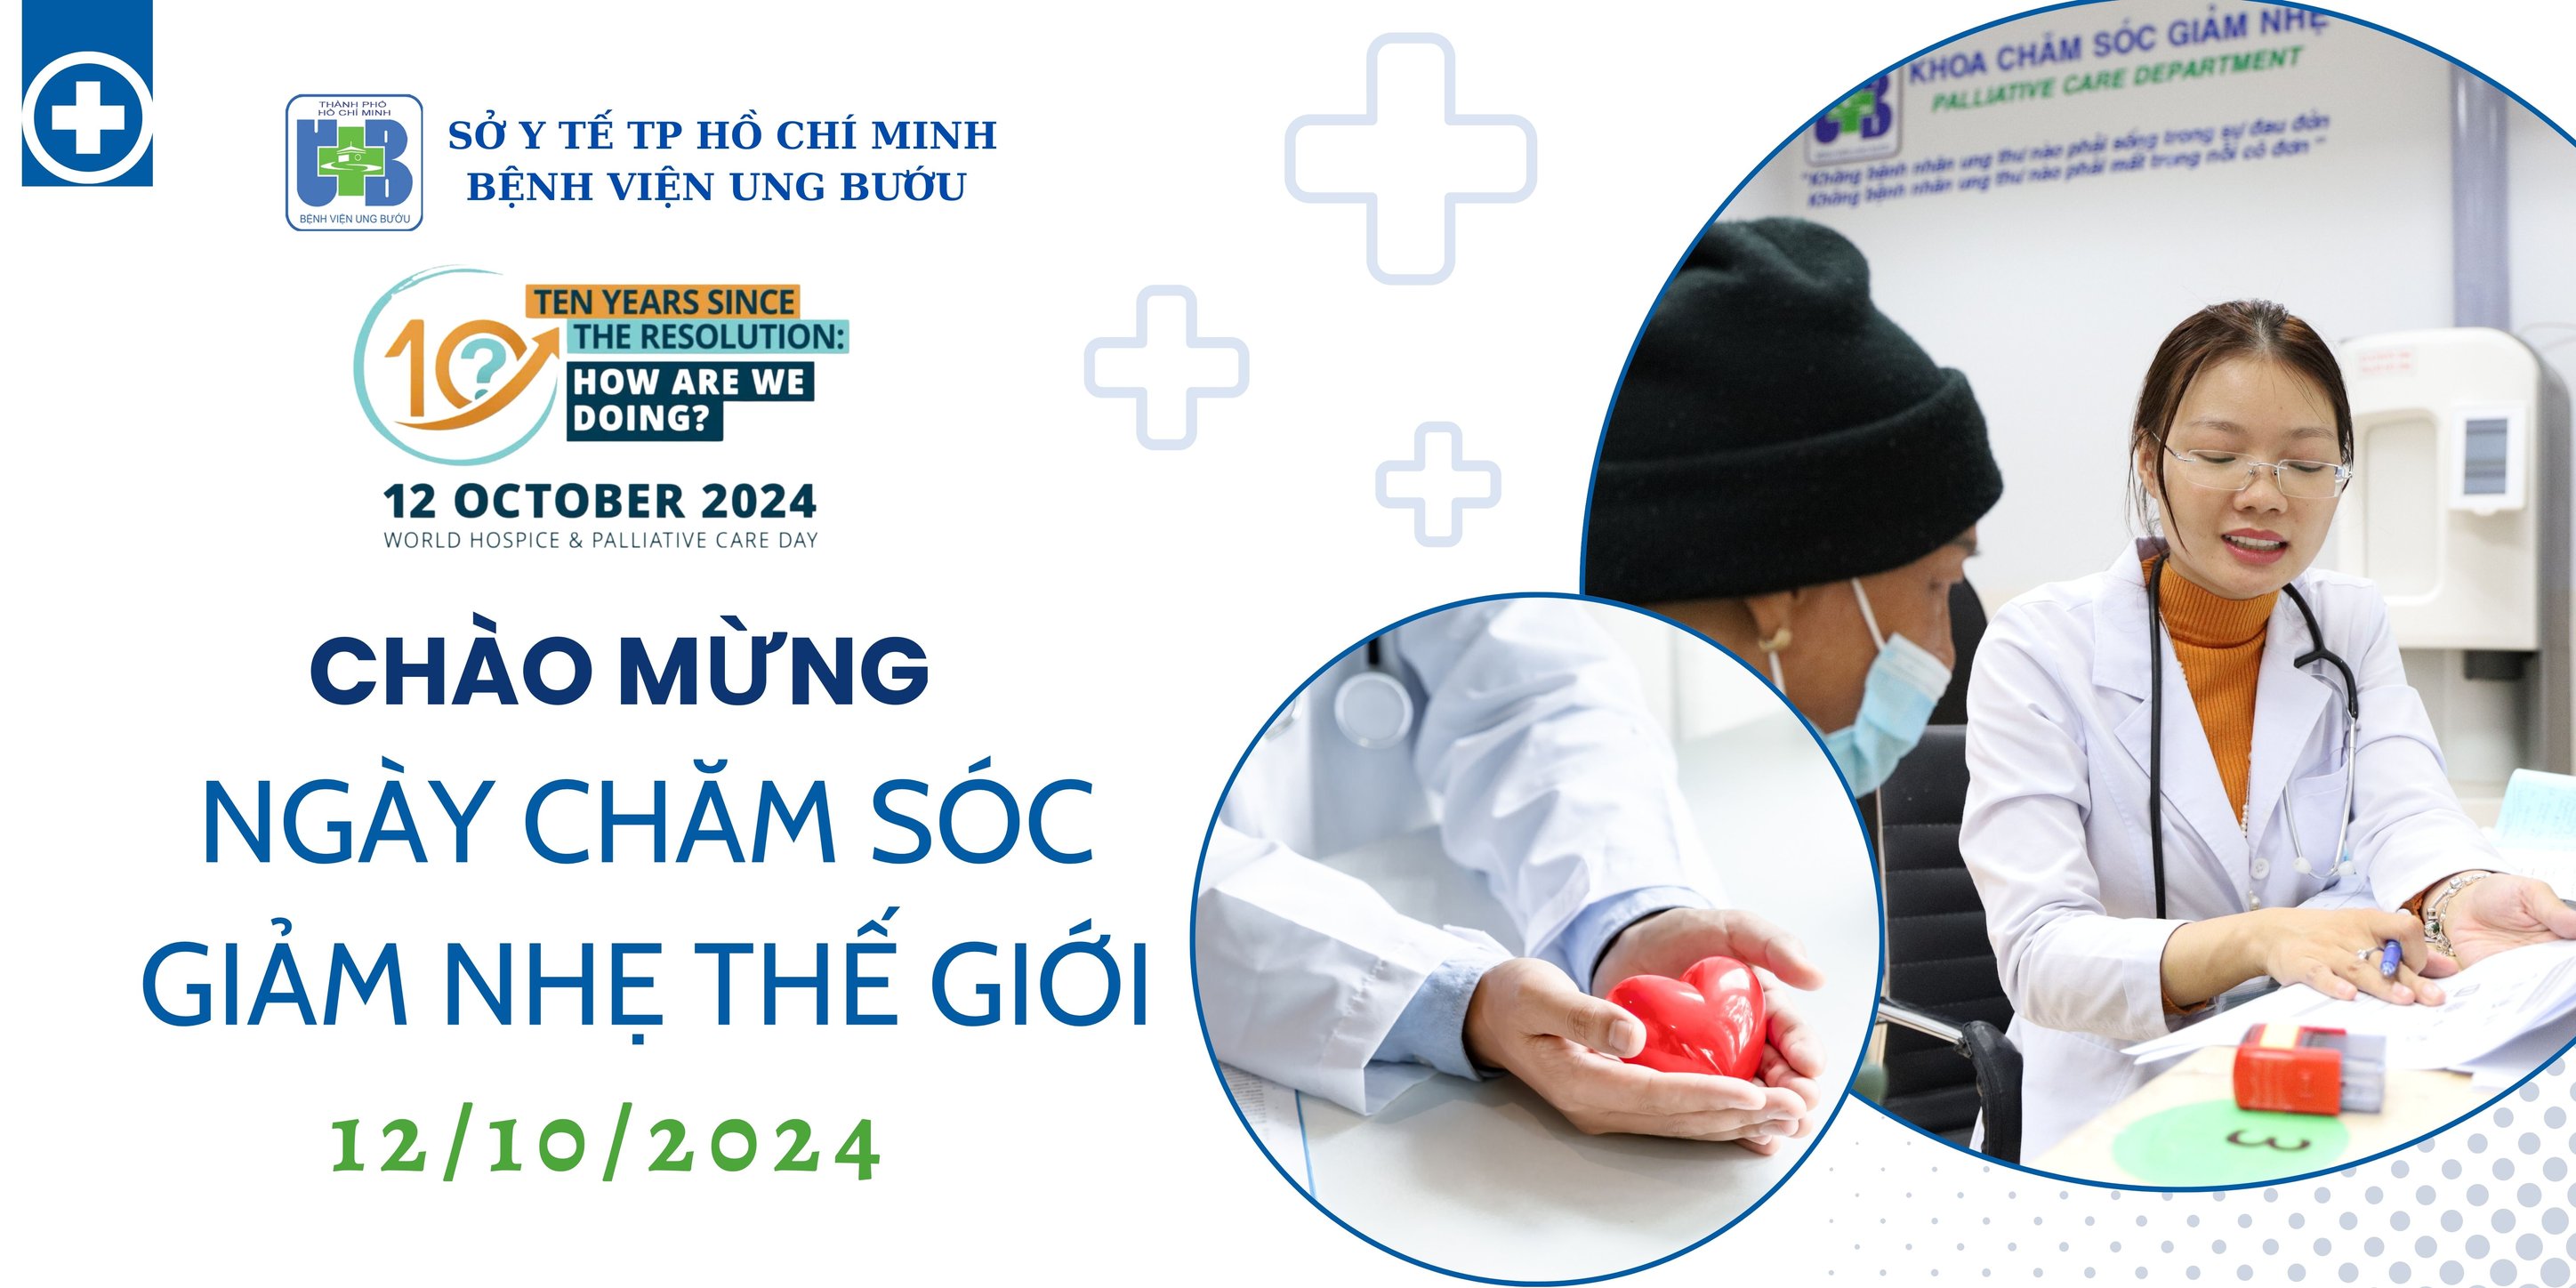 THÀNH PHỐ
HỒ CHÍ MINH
UB
BỆNH VIỆN UNG BƯỚU
SỞ Y TẾ TP HỒ CHÍ MINH
BỆNH VIỆN UNG BƯỚU
10?
TEN YEARS SINCE
THE RESOLUTION:
HOW ARE WE
DOING?
12 OCTOBER 2024
WORLD HOSPICE & PALLIATIVE CARE DAY
CHÀO MỪNG
NGÀY CHĂM SÓC
GIẢM NHẸ THẾ GIỚI
12/10/2024
KHOA CHĂM SÓC GIẢM NHẸ
PALLIATIVE CARE DEPARTMENT
"Không bệnh nhân ung thư nào phải sống trong sự đau đớn
Không bệnh nhân ung thư nào phải mất trong nỗi cô đơn"
3